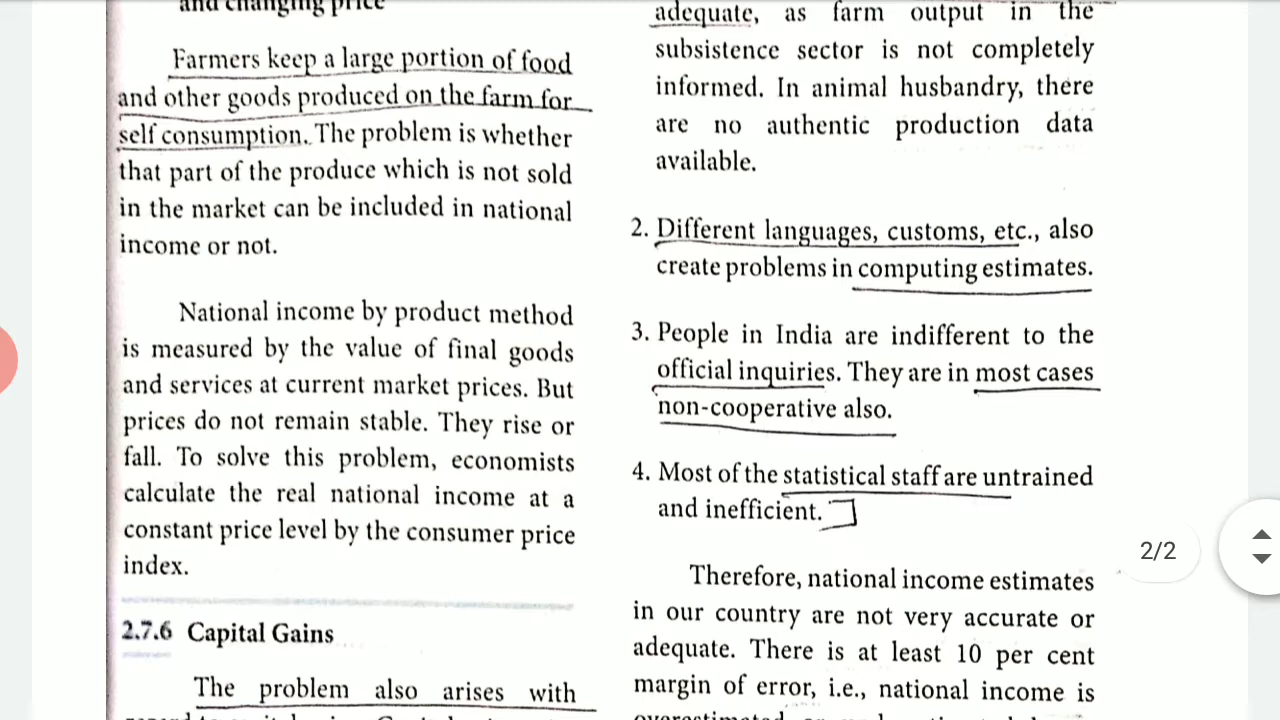 and changing price
Farmers keep a large portion of food
and other goods produced on the farm for
self consumption. The problem is whether
that part of the produce which is not sold
in the market can be included in national
income or not.
National income by product method
is measured by the value of final goods
and services at current market prices. But
prices do not remain stable. They rise or
fall. To solve this problem, economists
calculate the real national income at a
constant price level by the consumer price
index.
2.7.6 Capital Gains
The problem also arises with
adequate, as farm output in the
subsistence sector is not completely
informed. In animal husbandry, there
are no authentic production data
available.
2. Different languages, customs, etc., also
create problems in computing estimates.
3. People in India are indifferent to the
official inquiries. They are in most cases
non-cooperative also.
4. Most of the statistical staff are untrained
and inefficient.
Therefore, national income estimates
in our country are not very accurate or
adequate. There is at least 10 per cent
margin of error, i.e., national income is
2/2